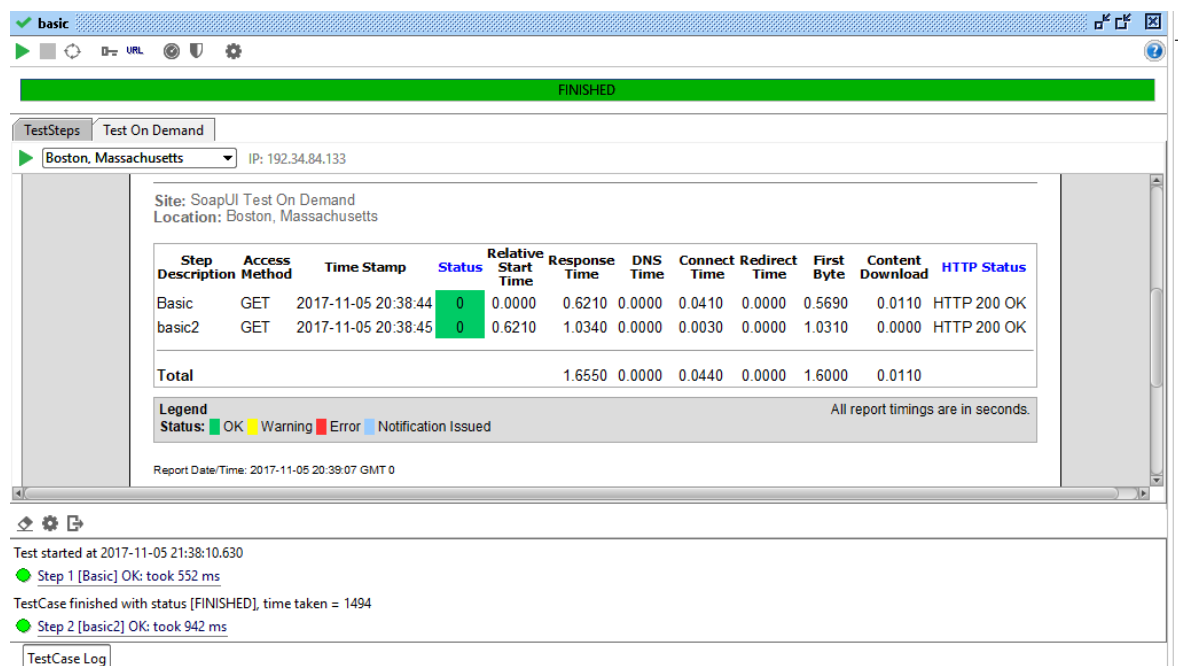 basic
URL
FINISHED
TestSteps Test On Demand
Boston, Massachusetts IP: 192.34.84.133
Site: SoapUI Test On Demand
Location: Boston, Massachusetts
Step Description Access Method Time Stamp Status Relative Start Time Response Time DNS Time Connect Time Redirect Time First Byte Content Download HTTP Status
Basic GET 2017-11-05 20:38:44 0 0.0000 0.6210 0.0000 0.0410 0.0000 0.5690 0.0110 HTTP 200 OK
basic2 GET 2017-11-05 20:38:45 0 0.6210 1.0340 0.0000 0.0030 0.0000 1.0310 0.0000 HTTP 200 OK
Total 1.6550 0.0000 0.0440 0.0000 1.6000 0.0110
Legend All report timings are in seconds.
Status: OK Warning Error Notification Issued
Report Date/Time: 2017-11-05 20:39:07 GMT 0
Test started at 2017-11-05 21:38:10.630
Step 1 [Basic] OK: took 552 ms
TestCase finished with status [FINISHED], time taken = 1494
Step 2 [basic2] OK: took 942 ms
TestCase Log